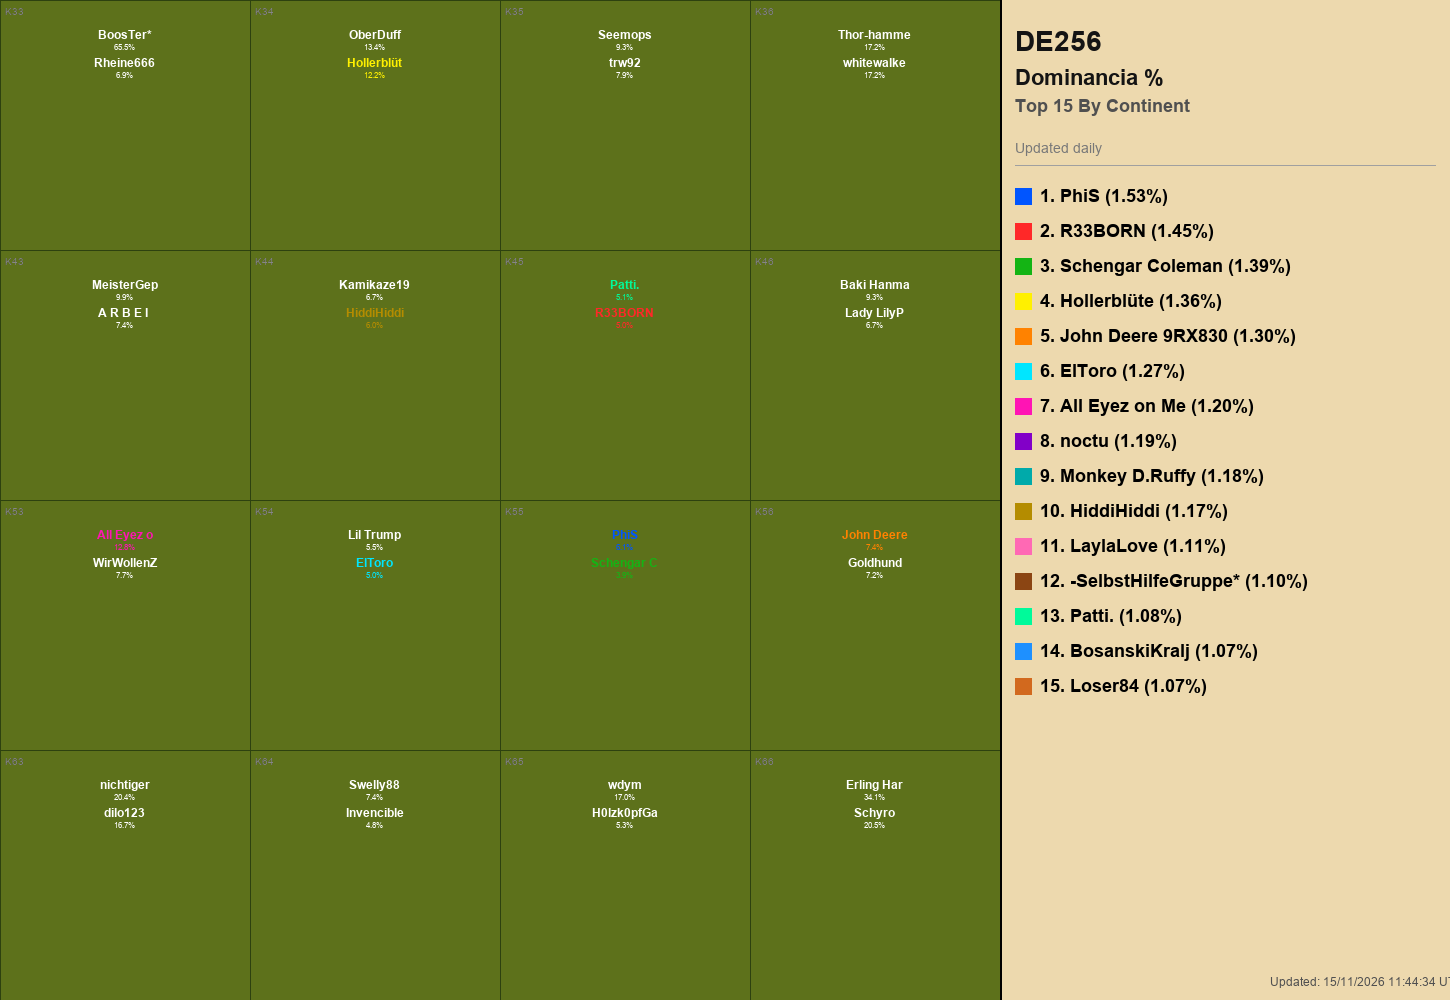 K33
BoosTer*
65.5%
Rheine666
6.9%
K34
OberDuff
13.4%
Hollerblüt
12.2%
K35
Seemops
9.3%
trw92
7.9%
K36
Thor-hamme
17.2%
whitewalke
17.2%
K43
MeisterGep
9.9%
A R B E I
7.4%
K44
Kamikaze19
6.7%
HiddiHiddi
6.0%
K45
Patti.
5.1%
R33BORN
K46
Baki Hanma
9.3%
Lady LilyP
6.7%
K53
All Eyez o
WirWollenZ
7.7%
K54
Lil Trump
5.5%
ElToro
5.0%
K55
PhiS
Schengar C
K56
John Deere
7.4%
Goldhund
7.2%
K63
nichtiger
20.4%
dilo123
16.7%
K64
Swelly88
7.4%
Invencible
4.8%
K65
wdym
17.0%
H0lzk0pfGa
5.3%
K66
Erling Har
34.1%
Schyro
20.5%
DE256
Dominancia %
Top 15 By Continent
Updated daily
1. PhiS (1.53%)
2. R33BORN (1.45%)
3. Schengar Coleman (1.39%)
4. Hollerblüte (1.36%)
5. John Deere 9RX830 (1.30%)
6. ElToro (1.27%)
7. All Eyez on Me (1.20%)
8. noctu (1.19%)
9. Monkey D.Ruffy (1.18%)
10. HiddiHiddi (1.17%)
11. LaylaLove (1.11%)
12. -SelbstHilfeGruppe* (1.10%)
13. Patti. (1.08%)
14. BosanskiKralj (1.07%)
15. Loser84 (1.07%)
Updated: 15/11/2026 11:44:34 U